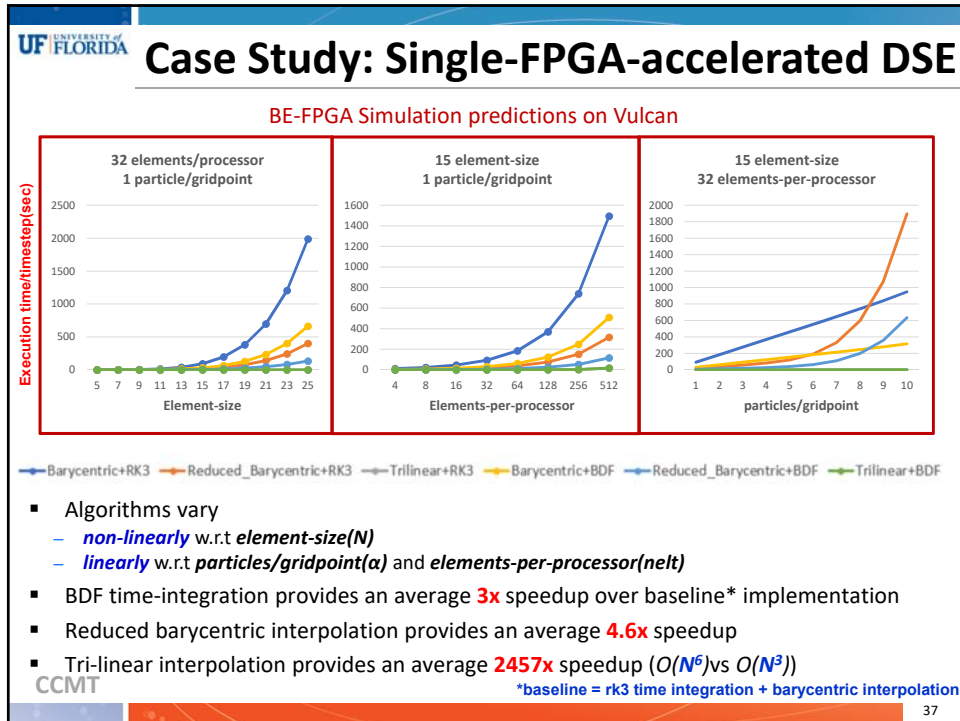 UF UNIVERSITY of FLORIDA
Case Study: Single-FPGA-accelerated DSE
BE-FPGA Simulation predictions on Vulcan
Execution time/timestep(sec)
32 elements/processor
1 particle/gridpoint
2500
2000
1500
1000
500
0
5 7 9 11 13 15 17 19 21 23 25
Element-size
15 element-size
1 particle/gridpoint
1600
1400
1200
1000
800
600
400
200
0
4 8 16 32 64 128 256 512
Elements-per-processor
15 element-size
32 elements-per-processor
2000
1800
1600
1400
1200
1000
800
600
400
200
0
1 2 3 4 5 6 7 8 9 10
particles/gridpoint
Barycentric+RK3 Reduced_Barycentric+RK3 Trilinear+RK3 Barycentric+BDF Reduced_Barycentric+BDF Trilinear+BDF
▪ Algorithms vary
– non-linearly w.r.t element-size(N)
– linearly w.r.t particles/gridpoint(α) and elements-per-processor(nelt)
▪ BDF time-integration provides an average 3x speedup over baseline* implementation
▪ Reduced barycentric interpolation provides an average 4.6x speedup
▪ Tri-linear interpolation provides an average 2457x speedup (O(N⁶)vs O(N³))
CCMT
*baseline = rk3 time integration + barycentric interpolation
37